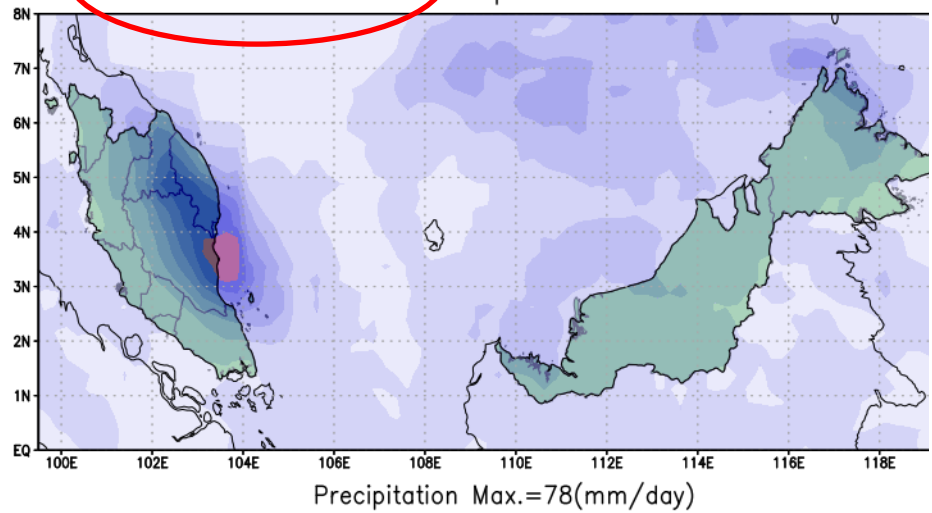 8N
7N
6N
5N
4N
3N
2N
1N
EQ
100E 102E 104E 106E 108E 110E 112E 114E 116E 118E
Precipitation Max.=78(mm/day)